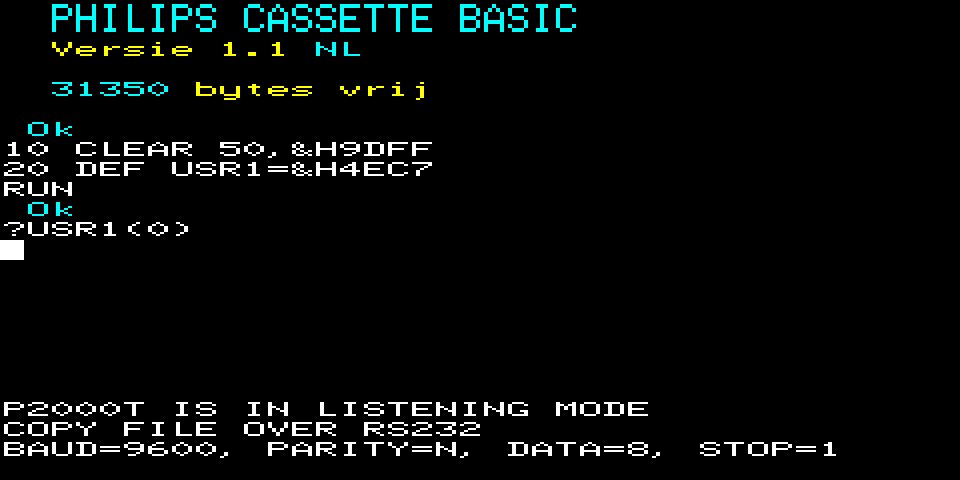 PHILIPS CASSETTE BASIC
Versie 1.1 NL
31350 bytes vrij
Ok
10 CLEAR 50,&H9DFF
20 DEF USR1=&H4EC7
RUN
Ok
?USR1(0)
P2000T IS IN LISTENING MODE
COPY FILE OVER RS232
BAUD=9600, PARITY=N, DATA=8, STOP=1